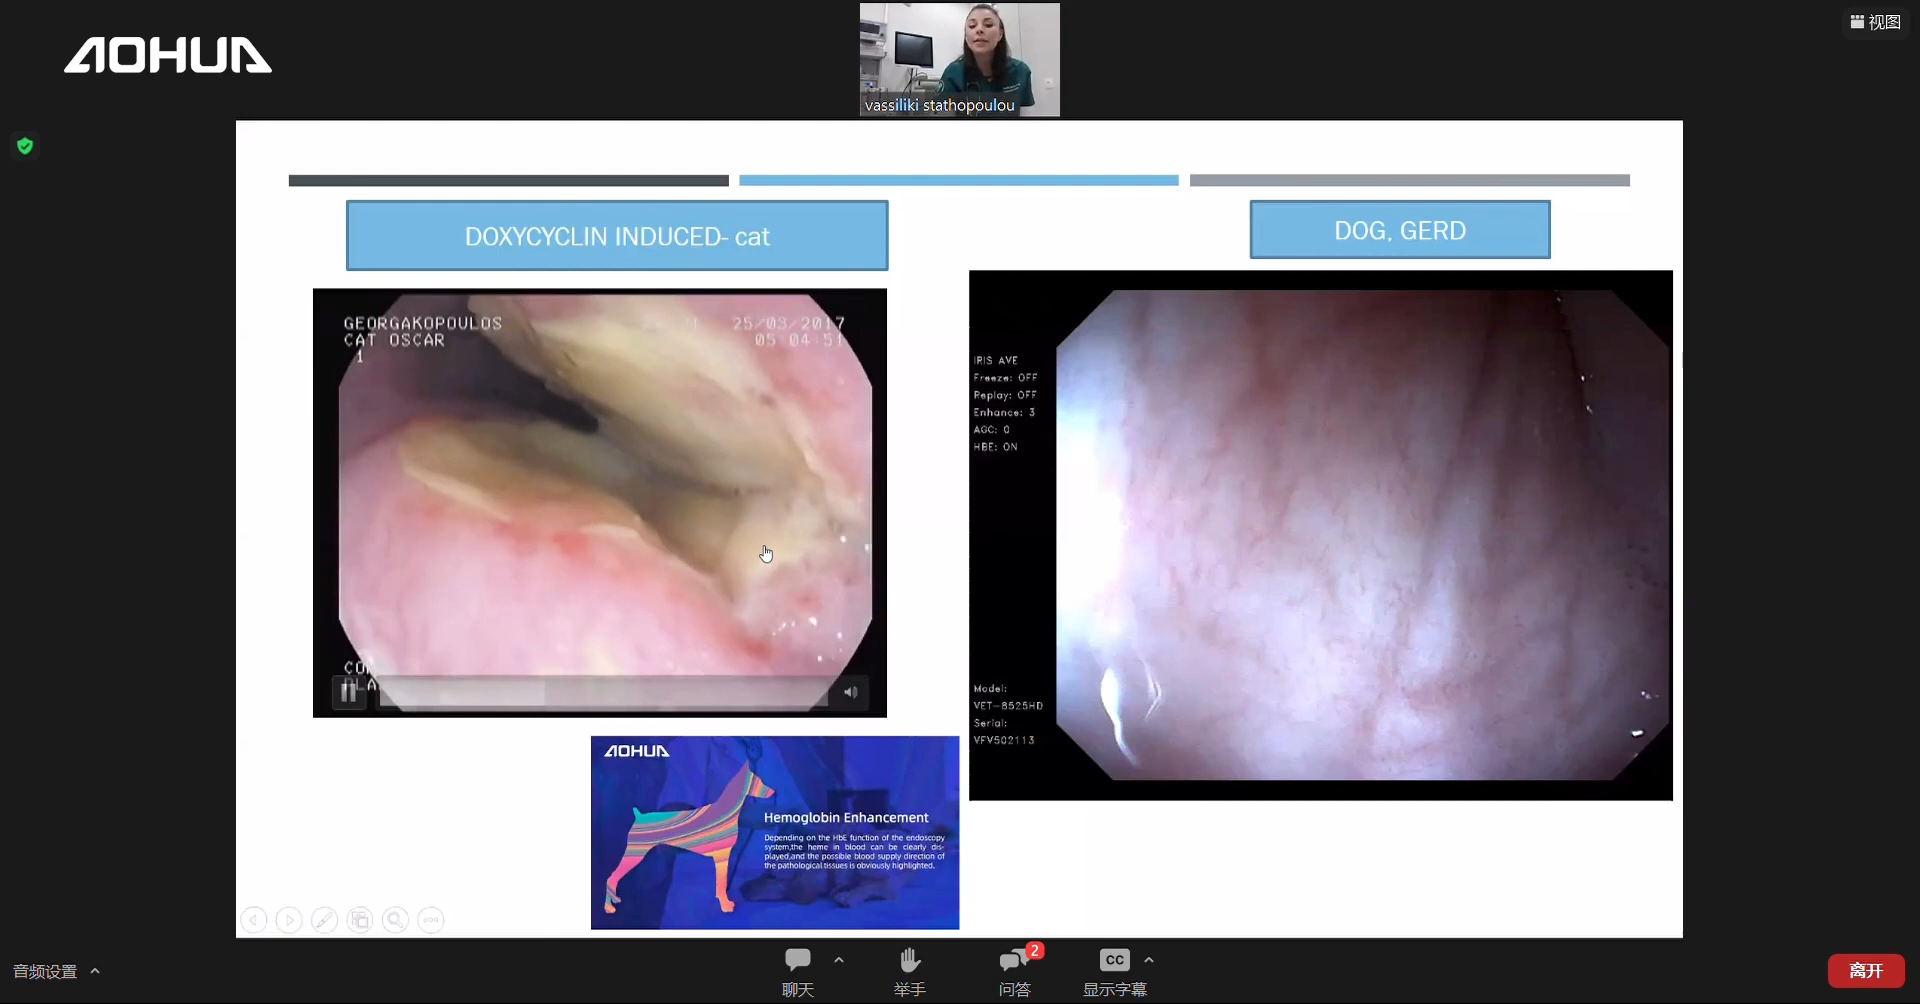 AOHUA
vassiliki stathopoulou
视图
DOXYCYCLIN INDUCED- cat
DOG, GERD
GEORGAKOPOULOS
25/03/2017
CAT OSCAR
05:04:51
1
IRIS AVE
Freeze: OFF
Replay: OFF
Enhance: 3
AGC: 0
HBE: ON
Model:
VET-8525HD
Serial:
VFV502113
AOHUA
Hemoglobin Enhancement
Depending on the HbE function of the endoscopy
system,the heme in blood can be clearly dis-
played,and the possible blood supply direction of
the pathological tissues is obviously highlighted.
音频设置
聊天
举手
2
问答
CC
显示字幕
离开